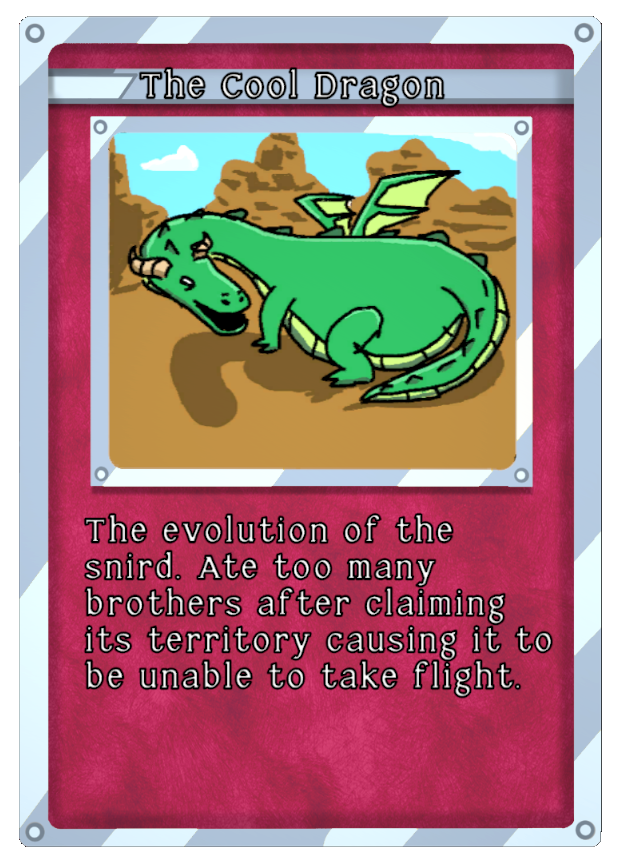 The Cool Dragon
The evolution of the
snird. Ate too many
brothers after claiming
its territory causing it to
be unable to take flight.